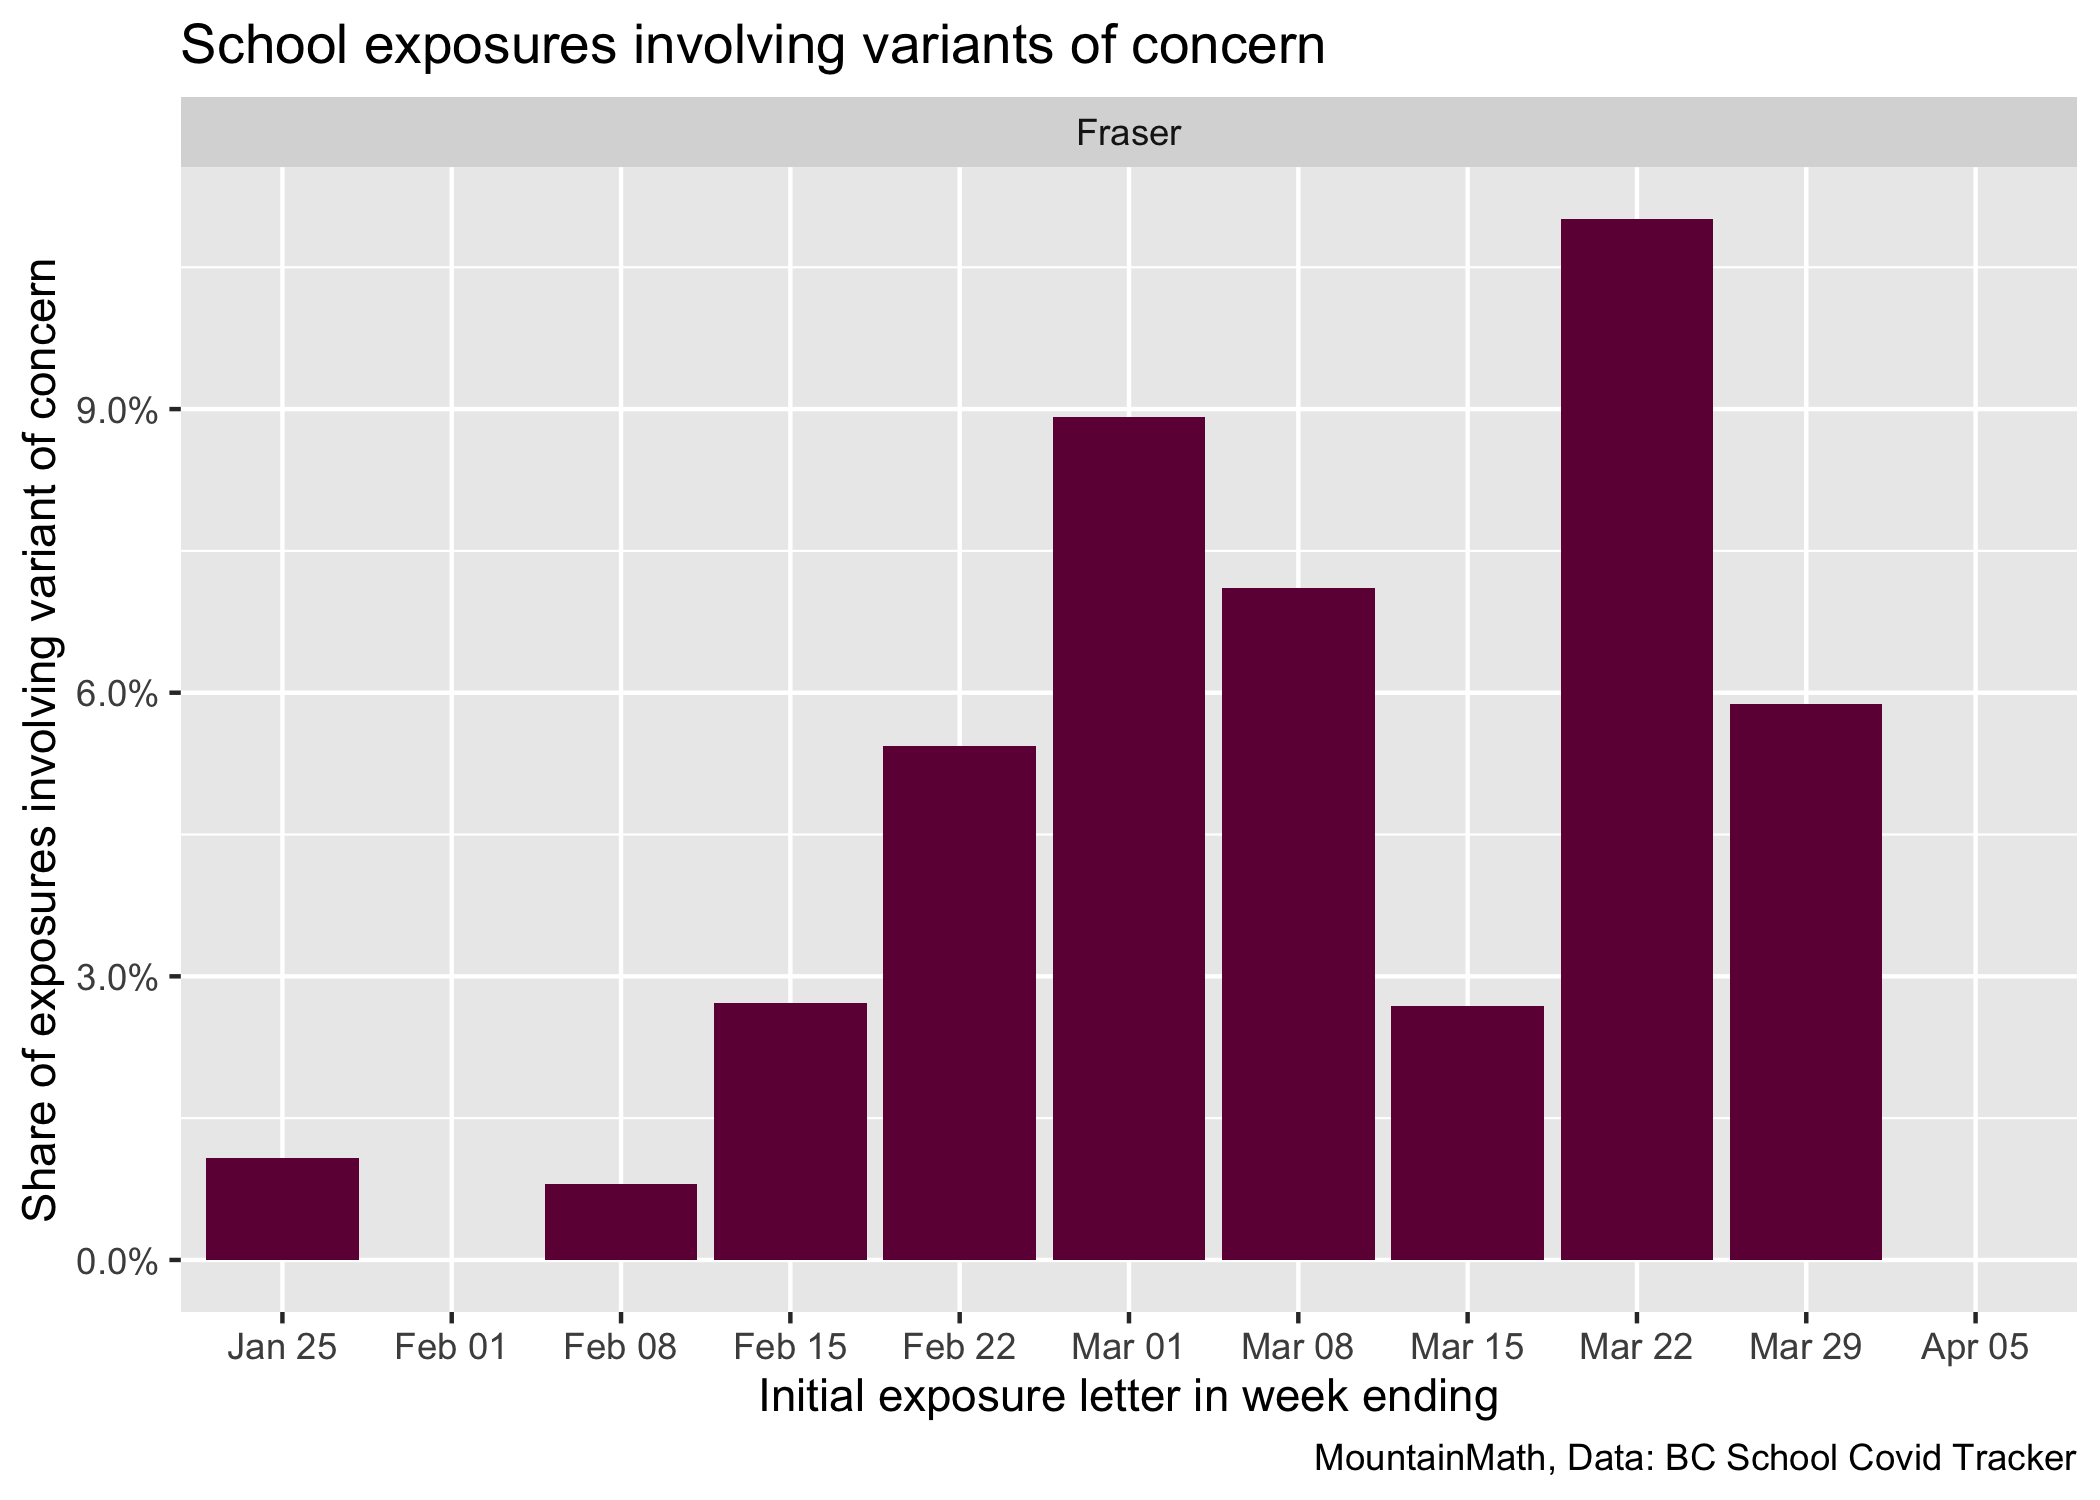 School exposures involving variants of concern
Fraser
Share of exposures involving variant of concern
9.0%
6.0%
3.0%
0.0%
Jan 25 Feb 01 Feb 08 Feb 15 Feb 22 Mar 01 Mar 08 Mar 15 Mar 22 Mar 29 Apr 05
Initial exposure letter in week ending
MountainMath, Data: BC School Covid Tracker